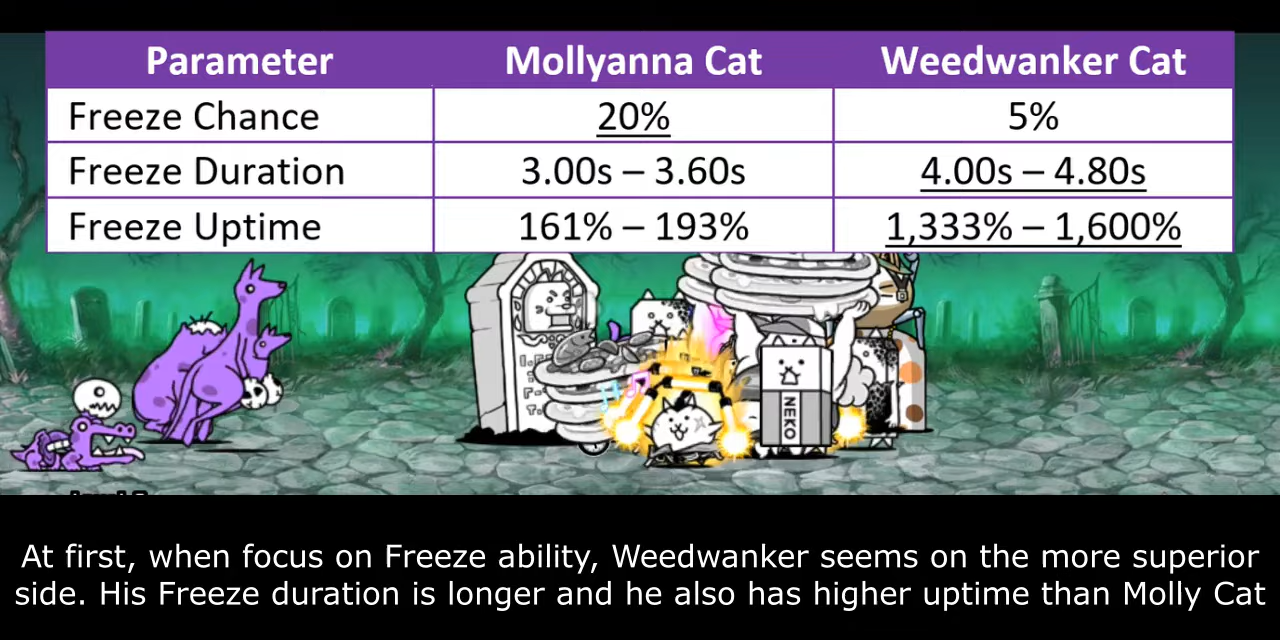 Parameter Mollyanna Cat Weedwanker Cat
Freeze Chance 20% 5%
Freeze Duration 3.00s – 3.60s 4.00s – 4.80s
Freeze Uptime 161% – 193% 1,333% – 1,600%
NEKO
At first, when focus on Freeze ability, Weedwanker seems on the more superior
side. His Freeze duration is longer and he also has higher uptime than Molly Cat